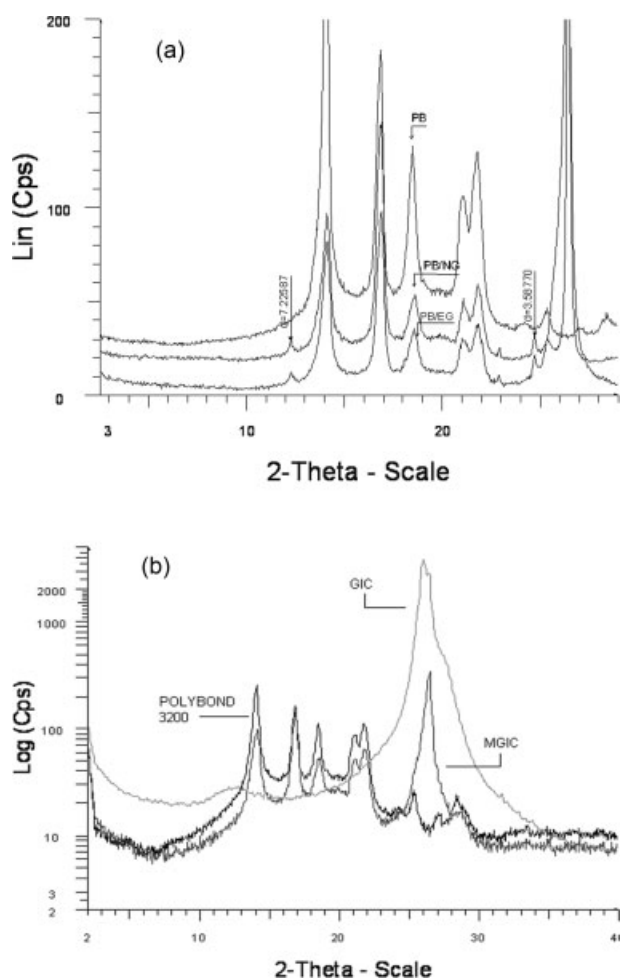 (a)
200
100
0
Lin (Cps)
PB
PB/NG
PB/EG
d=7.22587
d=3.58770
3
10
20
2-Theta - Scale
(b)
2000
1000
100
10
3
2
Log (Cps)
GIC
POLYBOND
3200
MGIC
2
10
20
30
40
2-Theta - Scale